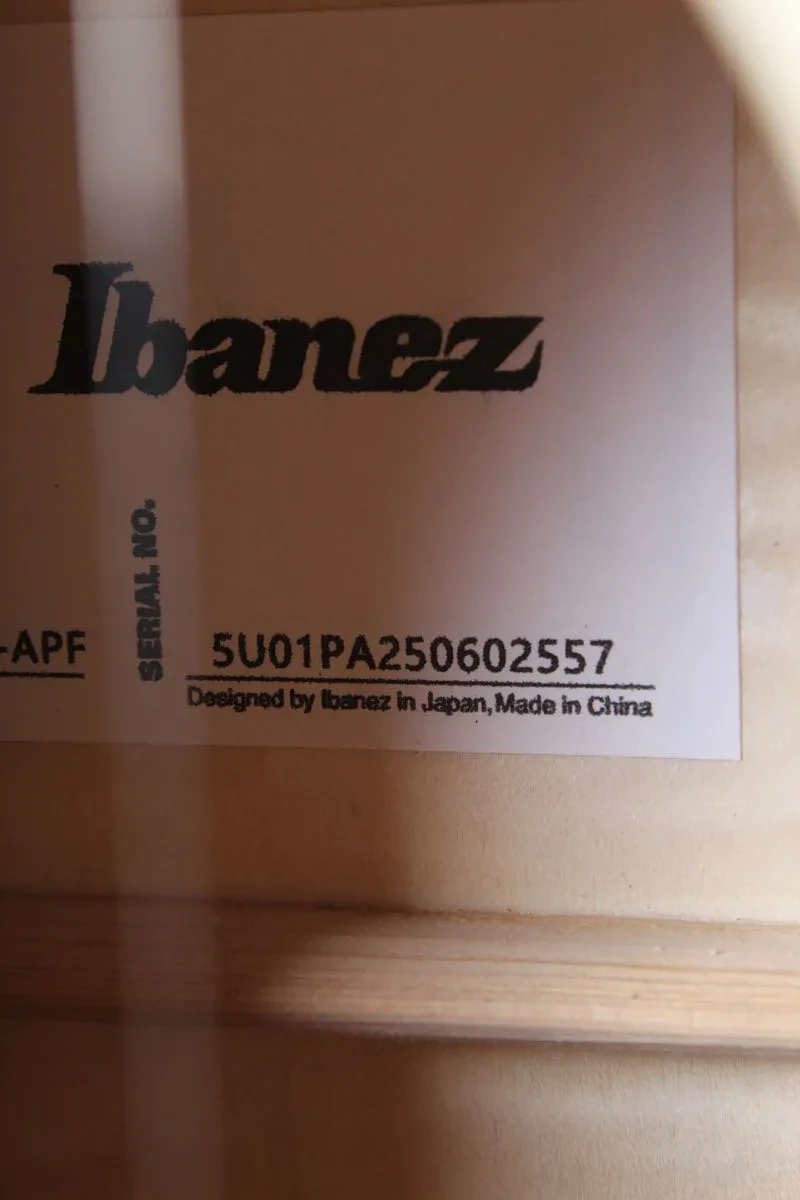 Ibanez
SERIAL NO.
-APF
5U01PA250602557
Designed by Ibanez in Japan, Made in China